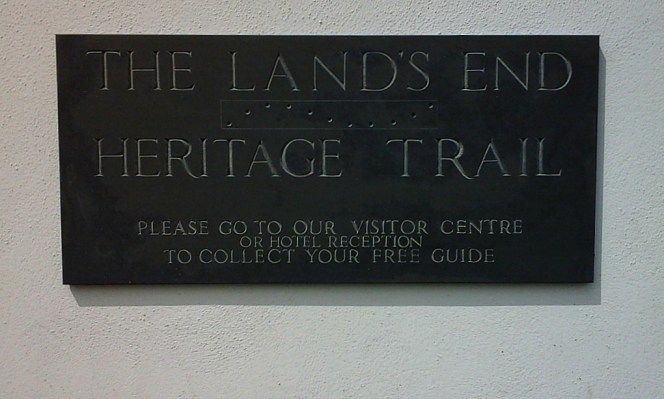 THE LAND'S END
HERITAGE TRAIL
PLEASE GO TO OUR VISITOR CENTRE
OR HOTEL RECEPTION
TO COLLECT YOUR FREE GUIDE